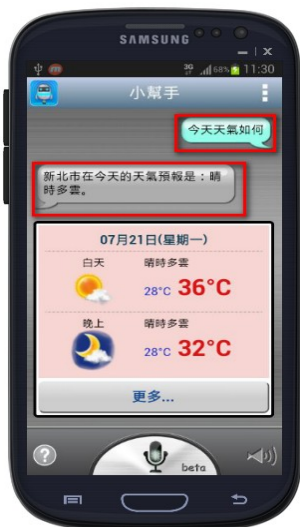 SAMSUNG
3G 68% 11:30
小幫手
今天天氣如何
新北市在今天的天氣預報是：晴
時多雲。
07月21日(星期一)
白天 晴時多雲
28°C 36°C
晚上 晴時多雲
28°C 32°C
更多...
? beta